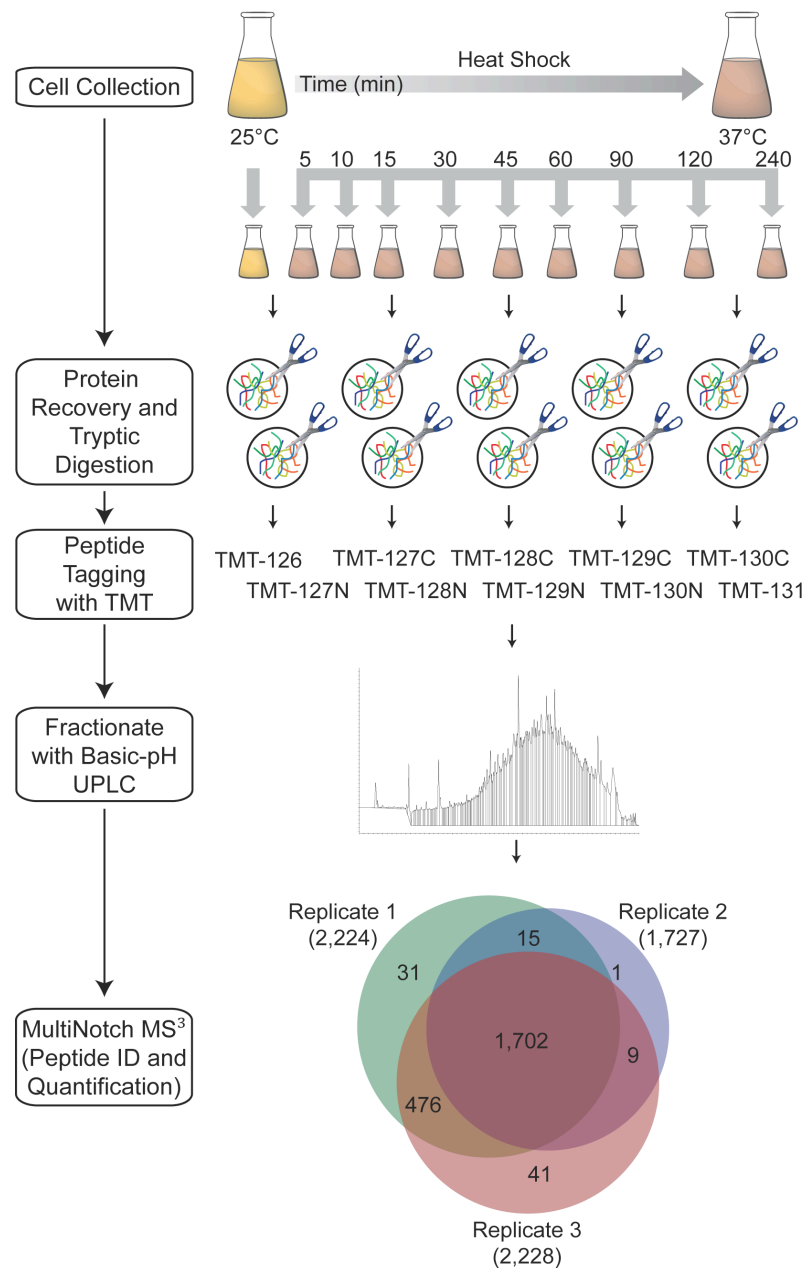 Cell Collection
Heat Shock
Time (min)
25°C
37°C
5 10 15 30 45 60 90 120 240
Protein
Recovery and
Tryptic
Digestion
Peptide
Tagging
with TMT
TMT-126 TMT-127C TMT-128C TMT-129C TMT-130C
TMT-127N TMT-128N TMT-129N TMT-130N TMT-131
Fractionate
with Basic-pH
UPLC
MultiNotch MS³
(Peptide ID and
Quantification)
Replicate 1
(2,224)
Replicate 2
(1,727)
15
31
1
1,702
9
476
41
Replicate 3
(2,228)